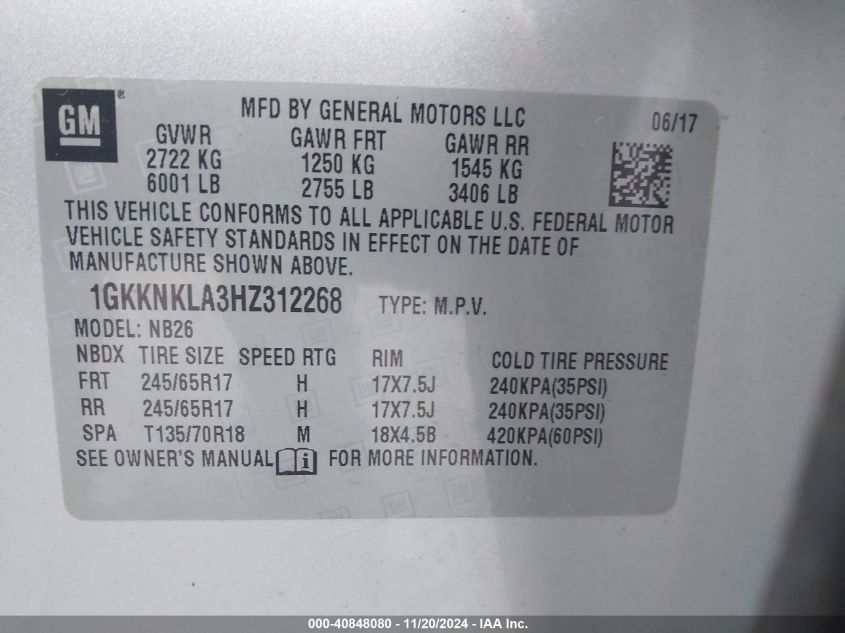 GM®
MFD BY GENERAL MOTORS LLC 06/17
GVWR GAWR FRT GAWR RR
2722 KG 1250 KG 1545 KG
6001 LB 2755 LB 3406 LB
THIS VEHICLE CONFORMS TO ALL APPLICABLE U.S. FEDERAL MOTOR
VEHICLE SAFETY STANDARDS IN EFFECT ON THE DATE OF
MANUFACTURE SHOWN ABOVE.
1GKKNKLA3HZ312268 TYPE: M.P.V.
MODEL: NB26
NBDX TIRE SIZE SPEED RTG RIM COLD TIRE PRESSURE
FRT 245/65R17 H 17X7.5J 240KPA(35PSI)
RR 245/65R17 H 17X7.5J 240KPA(35PSI)
SPA T135/70R18 M 18X4.5B 420KPA(60PSI)
SEE OWNER'S MANUAL i FOR MORE INFORMATION.
000-40848080 - 11/20/2024 - IAA Inc.